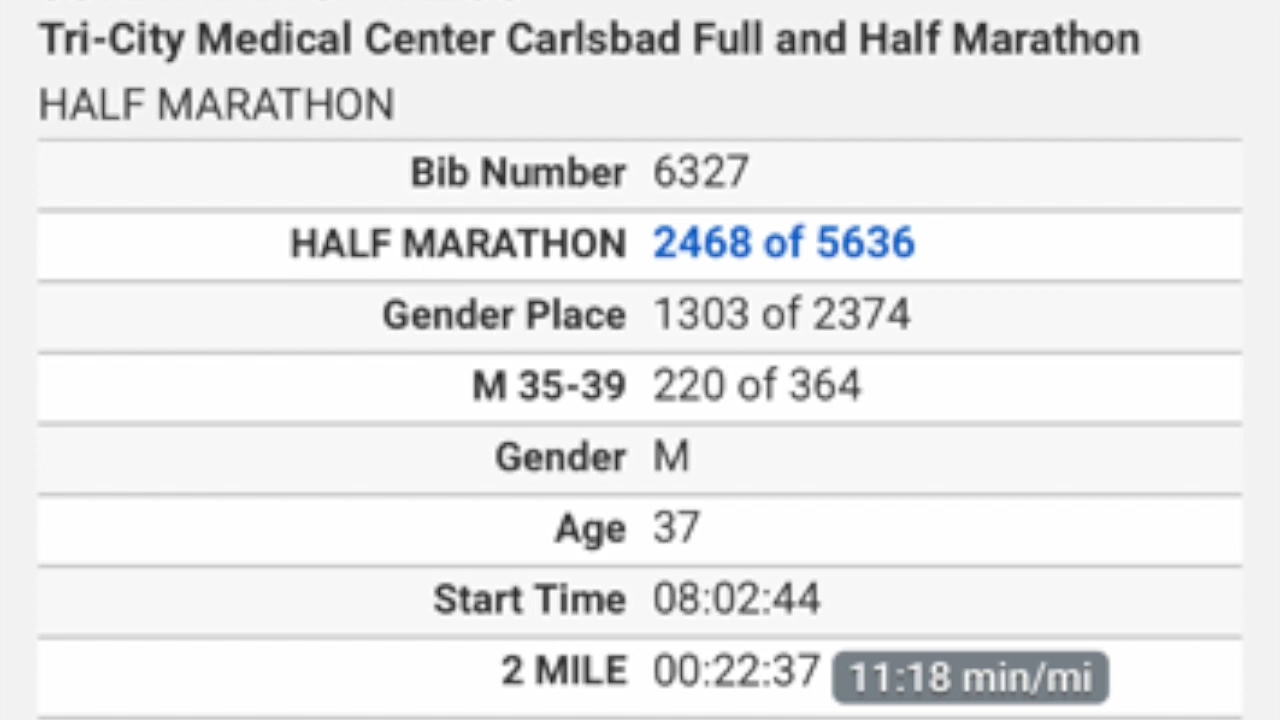 Tri-City Medical Center Carlsbad Full and Half Marathon
HALF MARATHON
Bib Number 6327
HALF MARATHON 2468 of 5636
Gender Place 1303 of 2374
M 35-39 220 of 364
Gender M
Age 37
Start Time 08:02:44
2 MILE 00:22:37 11:18 min/mi